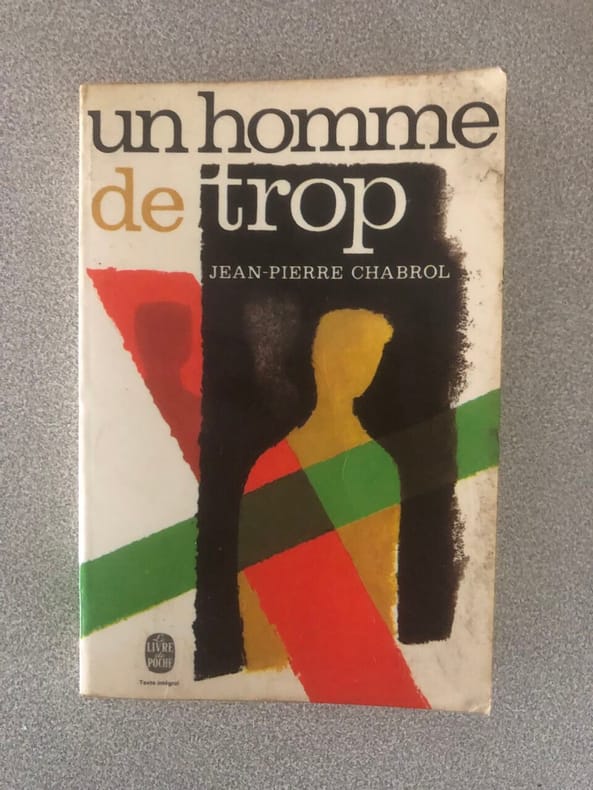 un homme
de trop
JEAN-PIERRE CHABROL
Le
LIVRE
de
POCHE
Texte intégral